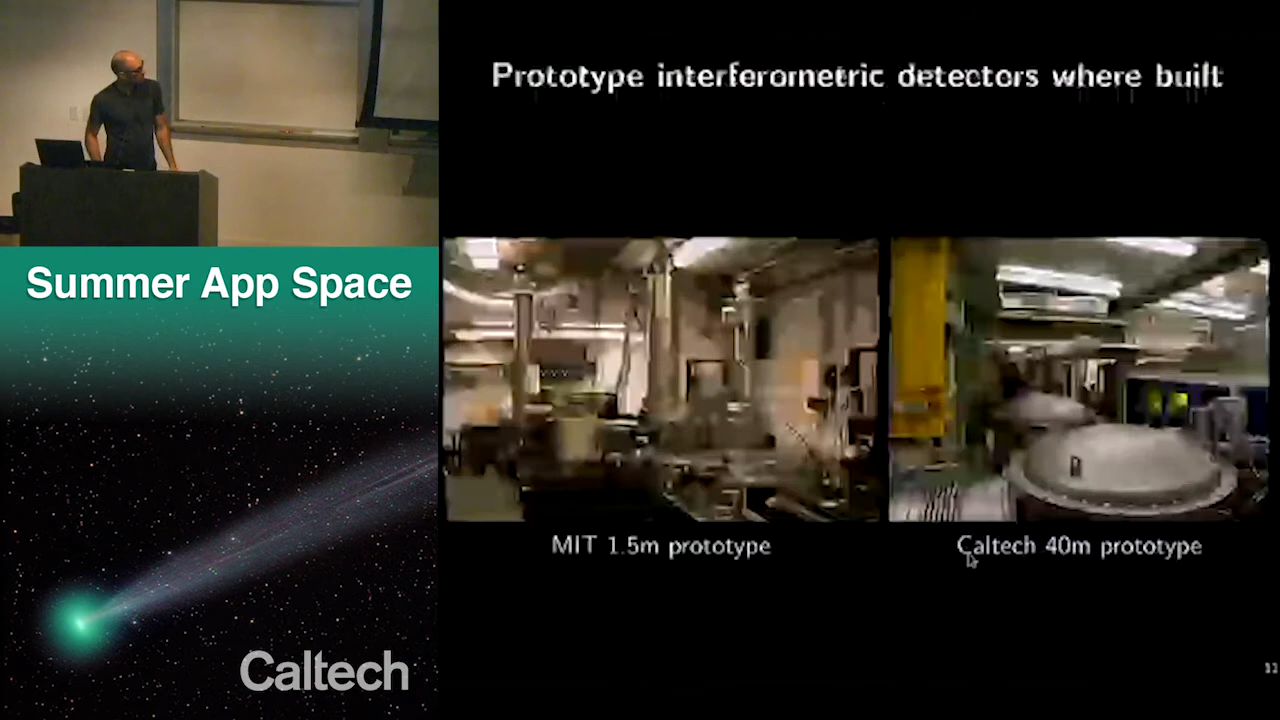 Prototype interferometric detectors where built
Summer App Space
MIT 1.5m prototype
Caltech 40m prototype
Caltech